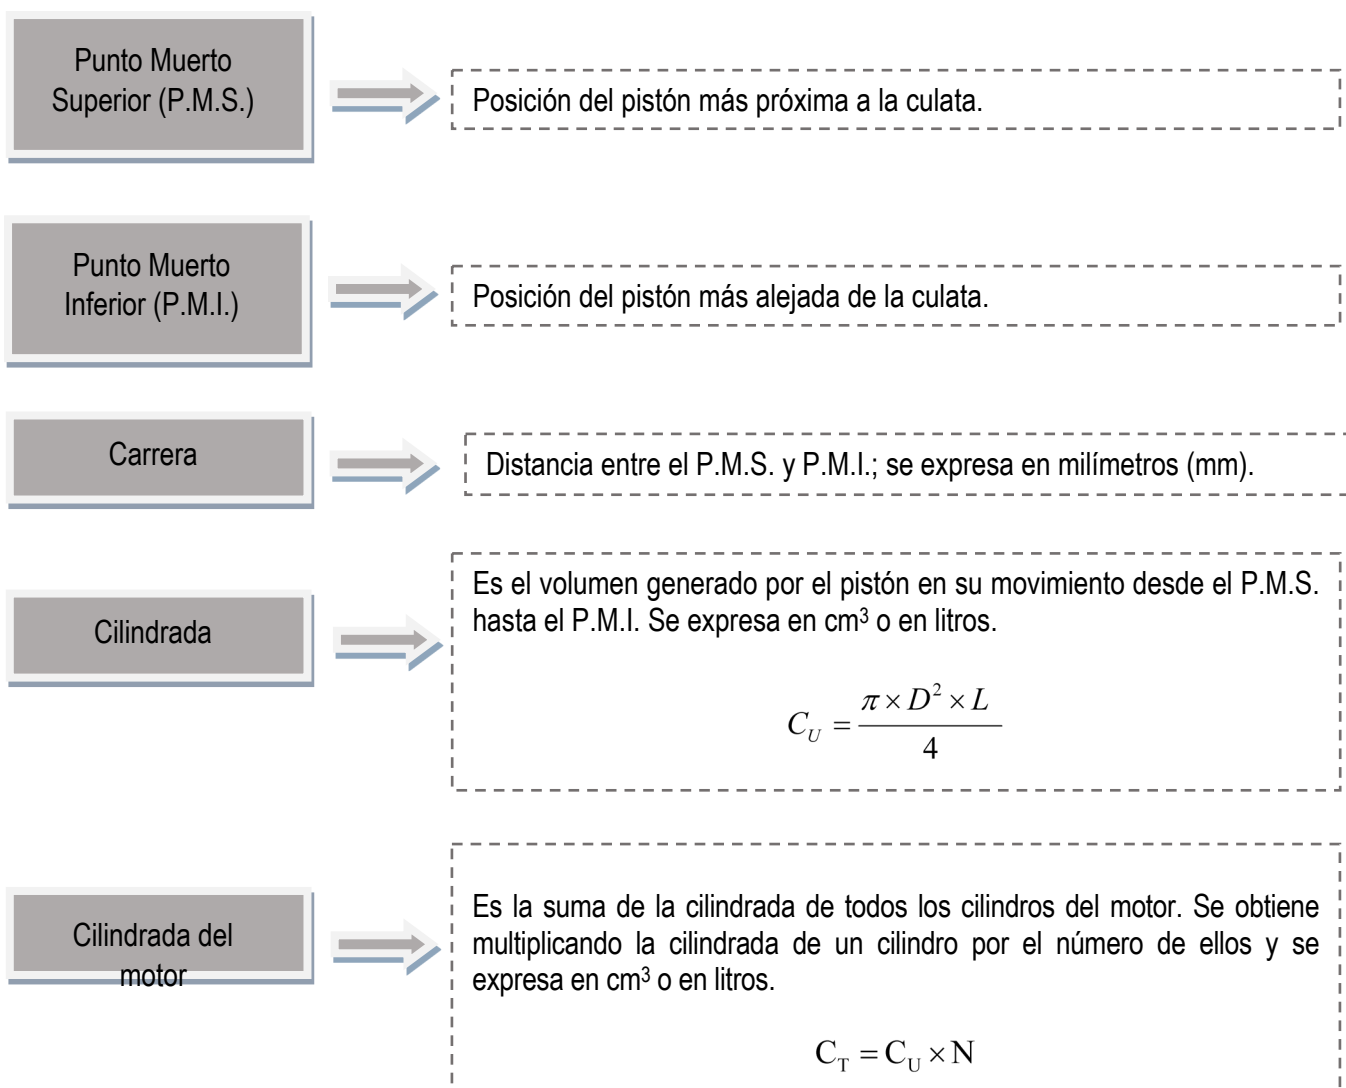 Punto Muerto
Superior (P.M.S.)
Posición del pistón más próxima a la culata.
Punto Muerto
Inferior (P.M.I.)
Posición del pistón más alejada de la culata.
Carrera
Distancia entre el P.M.S. y P.M.I.; se expresa en milímetros (mm).
Cilindrada
Es el volumen generado por el pistón en su movimiento desde el P.M.S.
hasta el P.M.I. Se expresa en cm³ o en litros.
C_U = (π × D² × L) / 4
Cilindrada del
motor
Es la suma de la cilindrada de todos los cilindros del motor. Se obtiene
multiplicando la cilindrada de un cilindro por el número de ellos y se
expresa en cm³ o en litros.
C_T = C_U × N